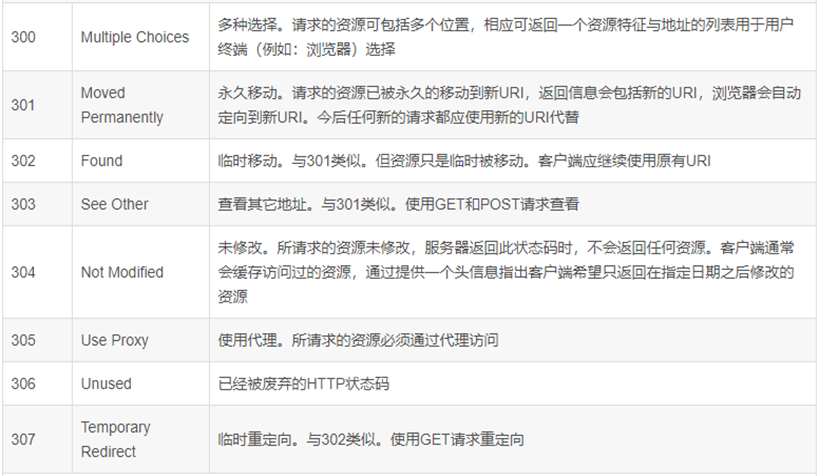 300 Multiple Choices 多种选择。请求的资源可包括多个位置，相应可返回一个资源特征与地址的列表用于用户
终端（例如：浏览器）选择
301 Moved Permanently 永久移动。请求的资源已被永久的移动到新URI，返回信息会包括新的URI，浏览器会自动
定向到新URI。今后任何新的请求都应使用新的URI代替
302 Found 临时移动。与301类似。但资源只是临时被移动。客户端应继续使用原有URI
303 See Other 查看其它地址。与301类似。使用GET和POST请求查看
304 Not Modified 未修改。所请求的资源未修改，服务器返回此状态码时，不会返回任何资源。客户端通常
会缓存访问过的资源，通过提供一个头信息指出客户端希望只返回在指定日期之后修改的
资源
305 Use Proxy 使用代理。所请求的资源必须通过代理访问
306 Unused 已经被废弃的HTTP状态码
307 Temporary Redirect 临时重定向。与302类似。使用GET请求重定向